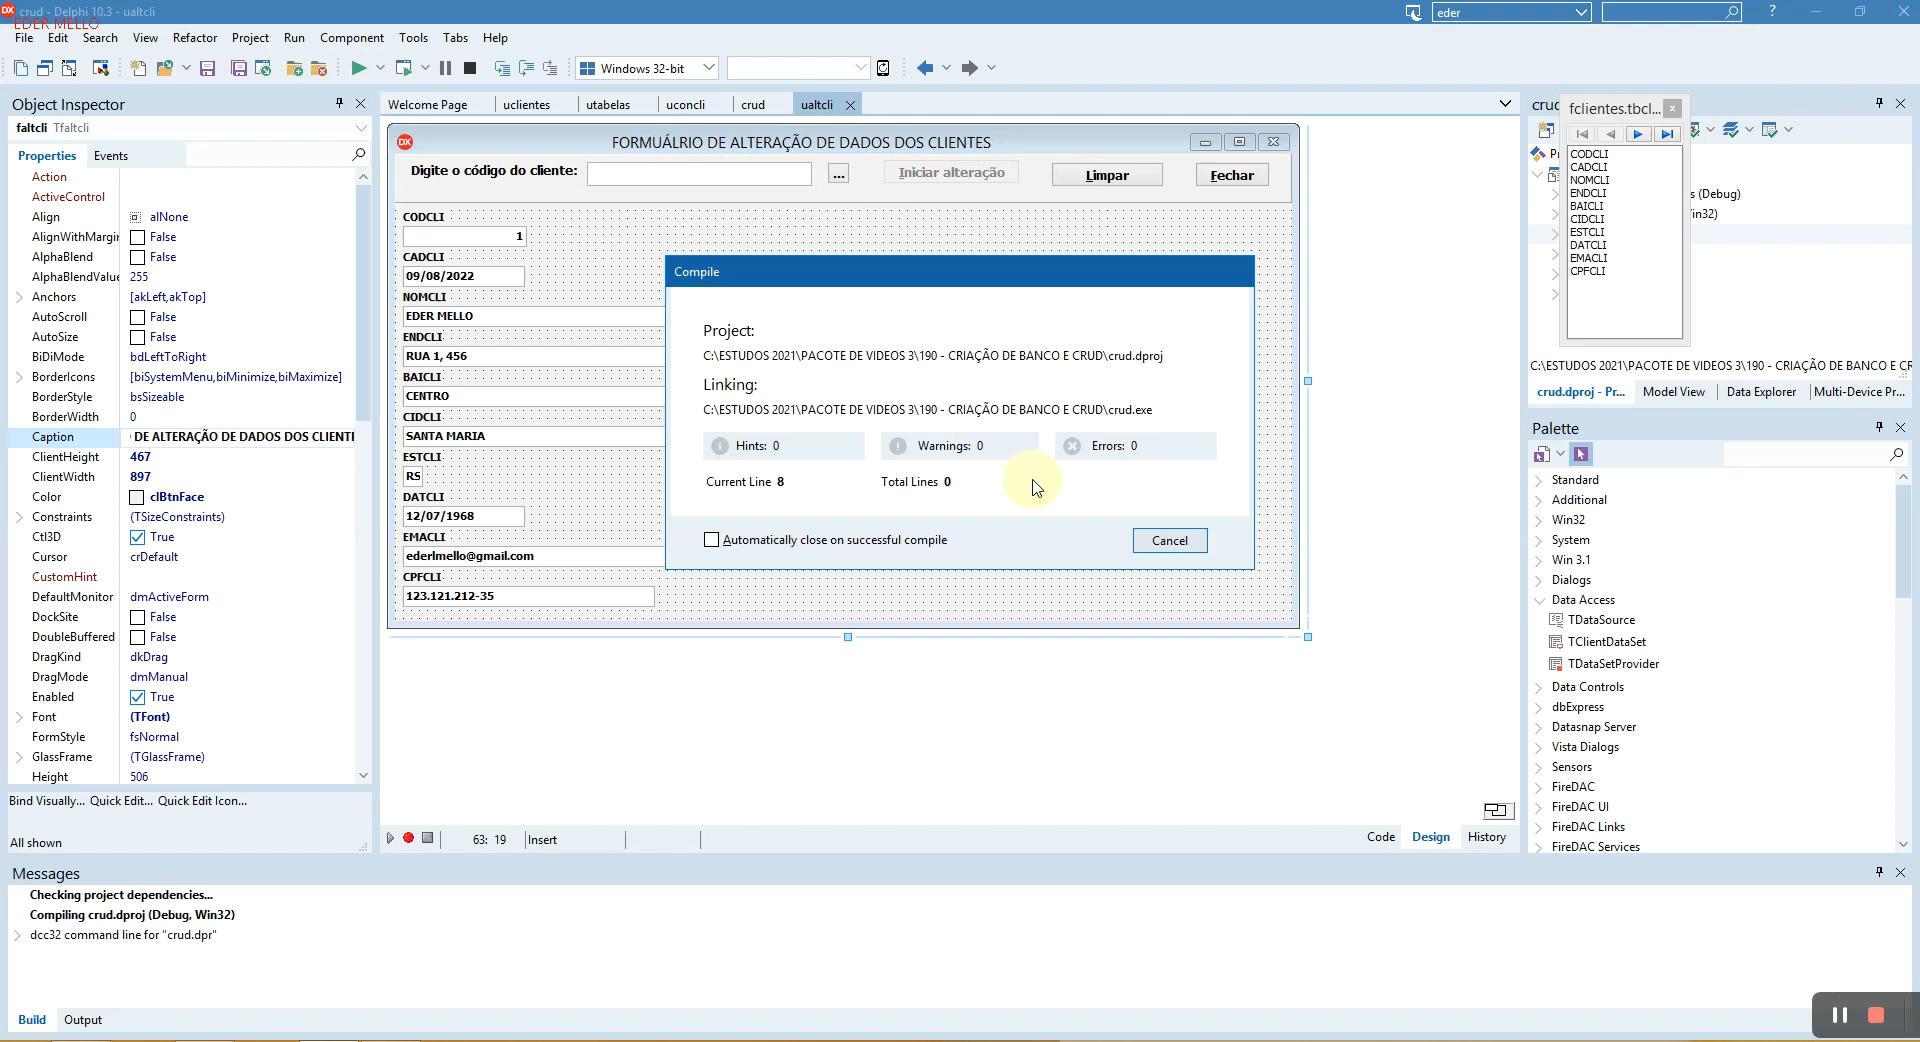 crud - Delphi 10.3 - ualtcli
eder
?
EDER MELLO
File Edit Search View Refactor Project Run Component Tools Tabs Help
Windows 32-bit
Object Inspector
faltcli Tfaltcli
Properties Events
Action
ActiveControl
Align alNone
AlignWithMargin False
AlphaBlend False
AlphaBlendValue 255
Anchors [akLeft,akTop]
AutoScroll False
AutoSize False
BiDiMode bdLeftToRight
BorderIcons [biSystemMenu,biMinimize,biMaximize]
BorderStyle bsSizeable
BorderWidth 0
Caption DE ALTERAÇÃO DE DADOS DOS CLIENTE
ClientHeight 467
ClientWidth 897
Color clBtnFace
Constraints (TSizeConstraints)
Ctl3D True
Cursor crDefault
CustomHint
DefaultMonitor dmActiveForm
DockSite False
DoubleBuffered False
DragKind dkDrag
DragMode dmManual
Enabled True
Font (TFont)
FormStyle fsNormal
GlassFrame (TGlassFrame)
Height 506
Bind Visually... Quick Edit... Quick Edit Icon...
All shown
Welcome Page uclientes utabelas uconcli crud ualtcli
FORMUÁLRIO DE ALTERAÇÃO DE DADOS DOS CLIENTES
Digite o código do cliente: ... Iniciar alteração Limpar Fechar
CODCLI
1
CADCLI
09/08/2022
NOMCLI
EDER MELLO
ENDCLI
RUA 1, 456
BAICLI
CENTRO
CIDCLI
SANTA MARIA
ESTCLI
RS
DATCLI
12/07/1968
EMACLI
ederlmello@gmail.com
CPFCLI
123.121.212-35
Compile
Project:
C:\ESTUDOS 2021\PACOTE DE VIDEOS 3\190 - CRIAÇÃO DE BANCO E CRUD\crud.dproj
Linking:
C:\ESTUDOS 2021\PACOTE DE VIDEOS 3\190 - CRIAÇÃO DE BANCO E CRUD\crud.exe
Hints: 0 Warnings: 0 Errors: 0
Current Line 8 Total Lines 0
Automatically close on successful compile
Cancel
63: 19 Insert
Code Design History
crud
fclientes.tbcl...
CODCLI
CADCLI
NOMCLI
ENDCLI
BAICLI
CIDCLI
ESTCLI
DATCLI
EMACLI
CPFCLI
s (Debug)
in32)
C:\ESTUDOS 2021\PACOTE DE VIDEOS 3\190 - CRIAÇÃO DE BANCO E CR
crud.dproj - Pr... Model View Data Explorer Multi-Device Pr...
Palette
Standard
Additional
Win32
System
Win 3.1
Dialogs
Data Access
TDataSource
TClientDataSet
TDataSetProvider
Data Controls
dbExpress
Datasnap Server
Vista Dialogs
Sensors
FireDAC
FireDAC UI
FireDAC Links
FireDAC Services
Messages
Checking project dependencies...
Compiling crud.dproj (Debug, Win32)
dcc32 command line for "crud.dpr"
Build Output